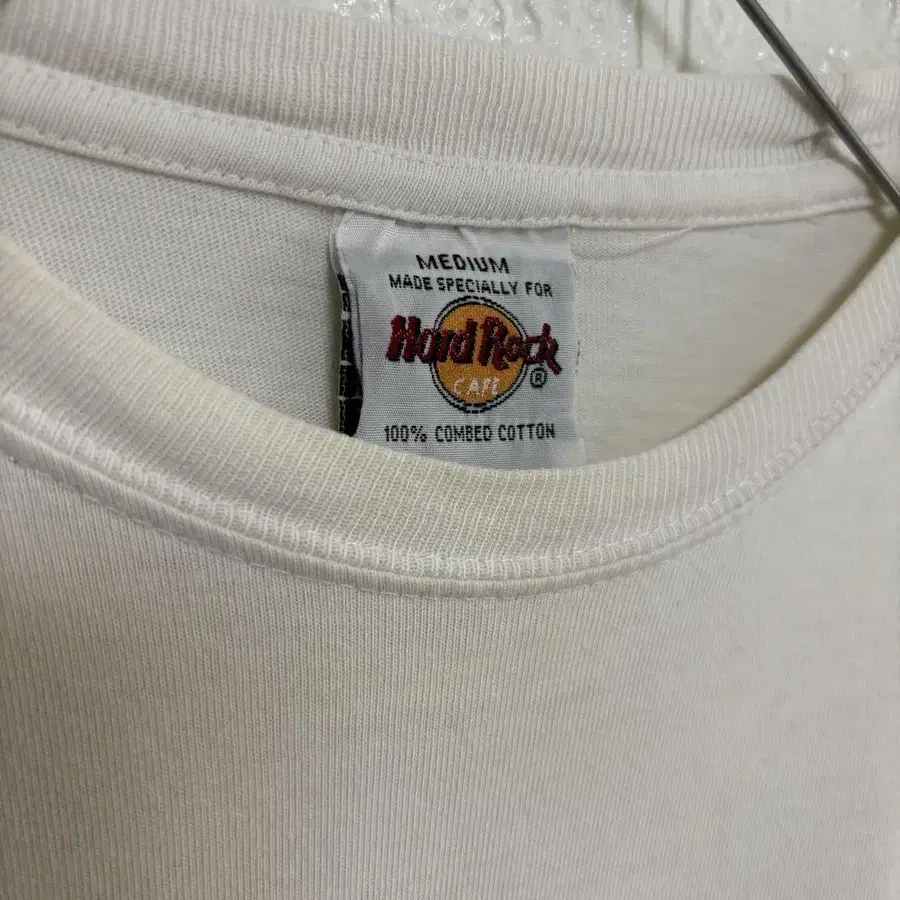 MEDIUM
MADE SPECIALLY FOR
Hard Rock
CAFE ®
100% COMBED COTTON